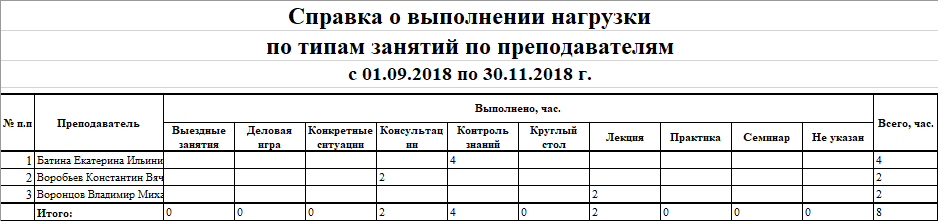 Справка о выполнении нагрузки
по типам занятий по преподавателям
с 01.09.2018 по 30.11.2018 г.
№ п.п Преподаватель Выполнено, час. Всего, час.
Выездные занятия Деловая игра Конкретные ситуации Консультац ии Контроль знаний Круглый стол Лекция Практика Семинар Не указан
1 Батина Екатерина Ильини 4 4
2 Воробьев Константин Вяч 2 2
3 Воронцов Владимир Миха 2 2
Итого: 0 0 0 2 4 0 2 0 0 0 8